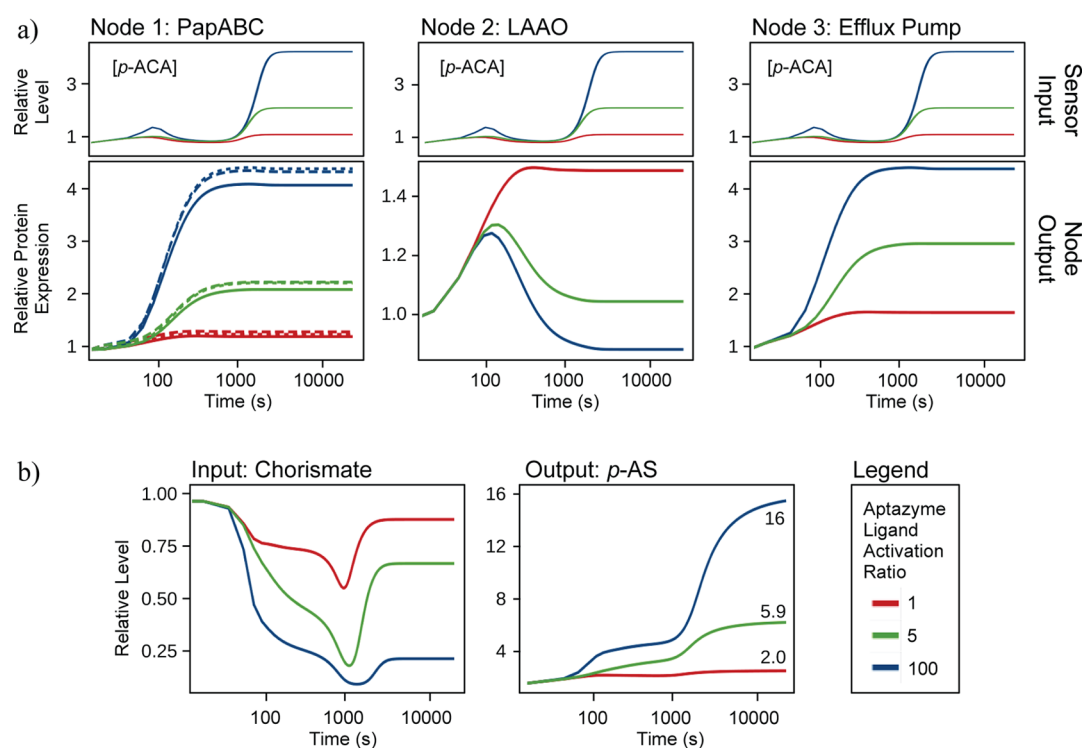 a)
Node 1: PapABC
Node 2: LAAO
Node 3: Efflux Pump
Relative
Level
3
1
[p-ACA]
3
1
[p-ACA]
3
1
[p-ACA]
Sensor
Input
Relative Protein
Expression
4
3
2
1
100
1000
10000
Time (s)
1.4
1.2
1.0
100
1000
10000
Time (s)
4
3
2
1
100
1000
10000
Time (s)
Node
Output
b)
Input: Chorismate
Relative Level
1.00
0.75
0.50
0.25
100
1000
10000
Time (s)
Output: p-AS
16
12
8
4
16
5.9
2.0
100
1000
10000
Time (s)
Legend
Aptazyme
Ligand
Activation
Ratio
1
5
100